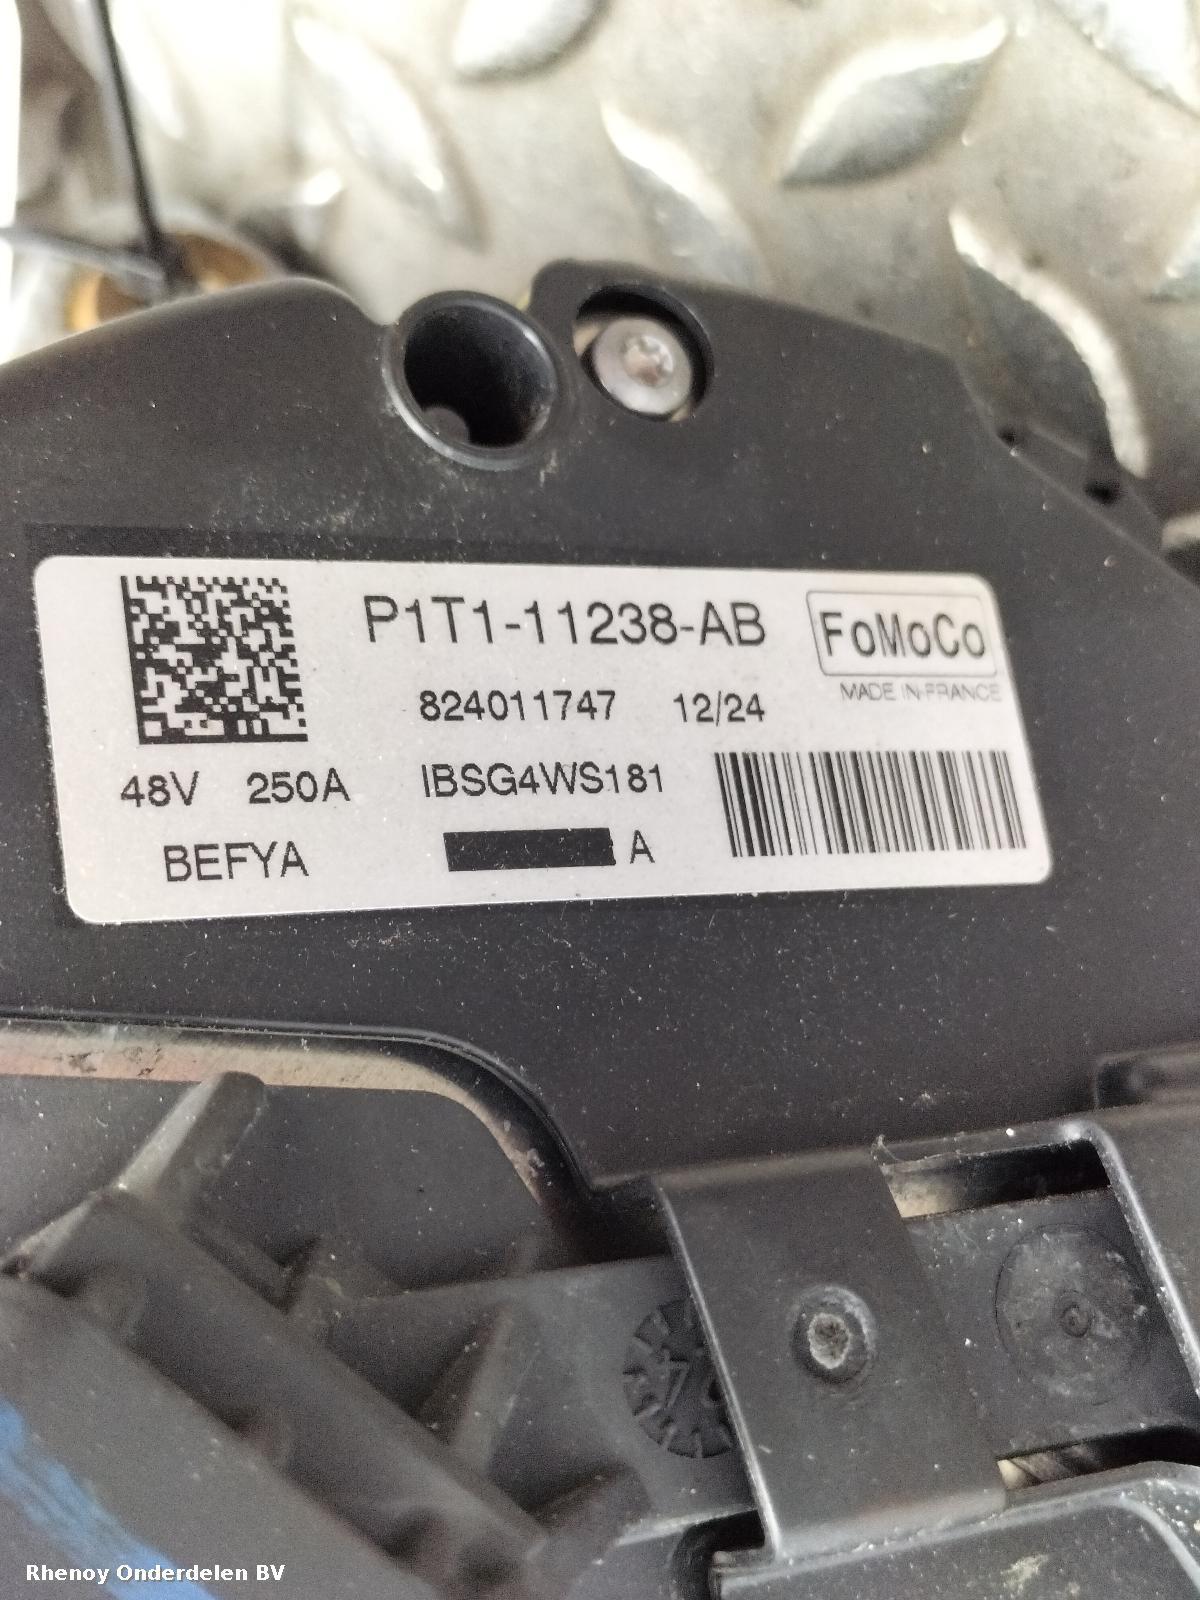 P1T1-11238-AB
FoMoCo
MADE IN FRANCE
824011747 12/24
48V 250A IBSG4WS181
BEFYA A
Rhenoy Onderdelen BV